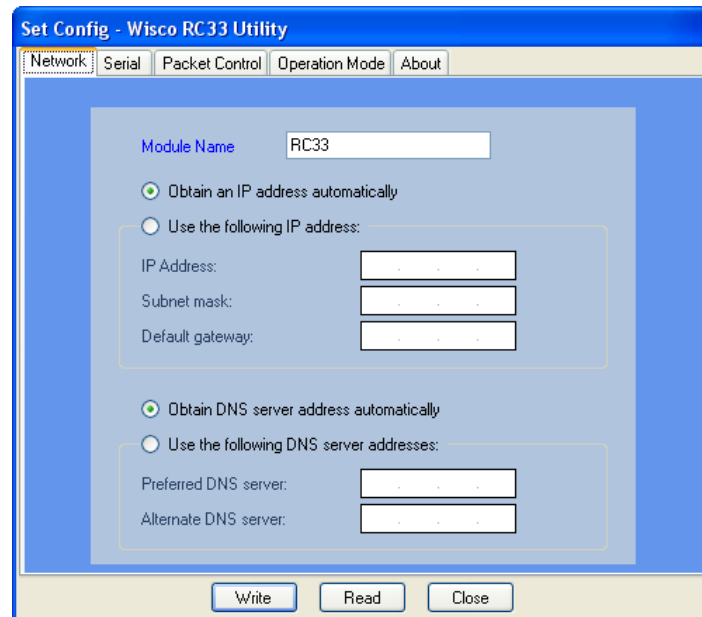 Set Config - Wisco RC33 Utility
Network Serial Packet Control Operation Mode About
Module Name RC33
Obtain an IP address automatically
Use the following IP address:
IP Address:
Subnet mask:
Default gateway:
Obtain DNS server address automatically
Use the following DNS server addresses:
Preferred DNS server:
Alternate DNS server:
Write Read Close